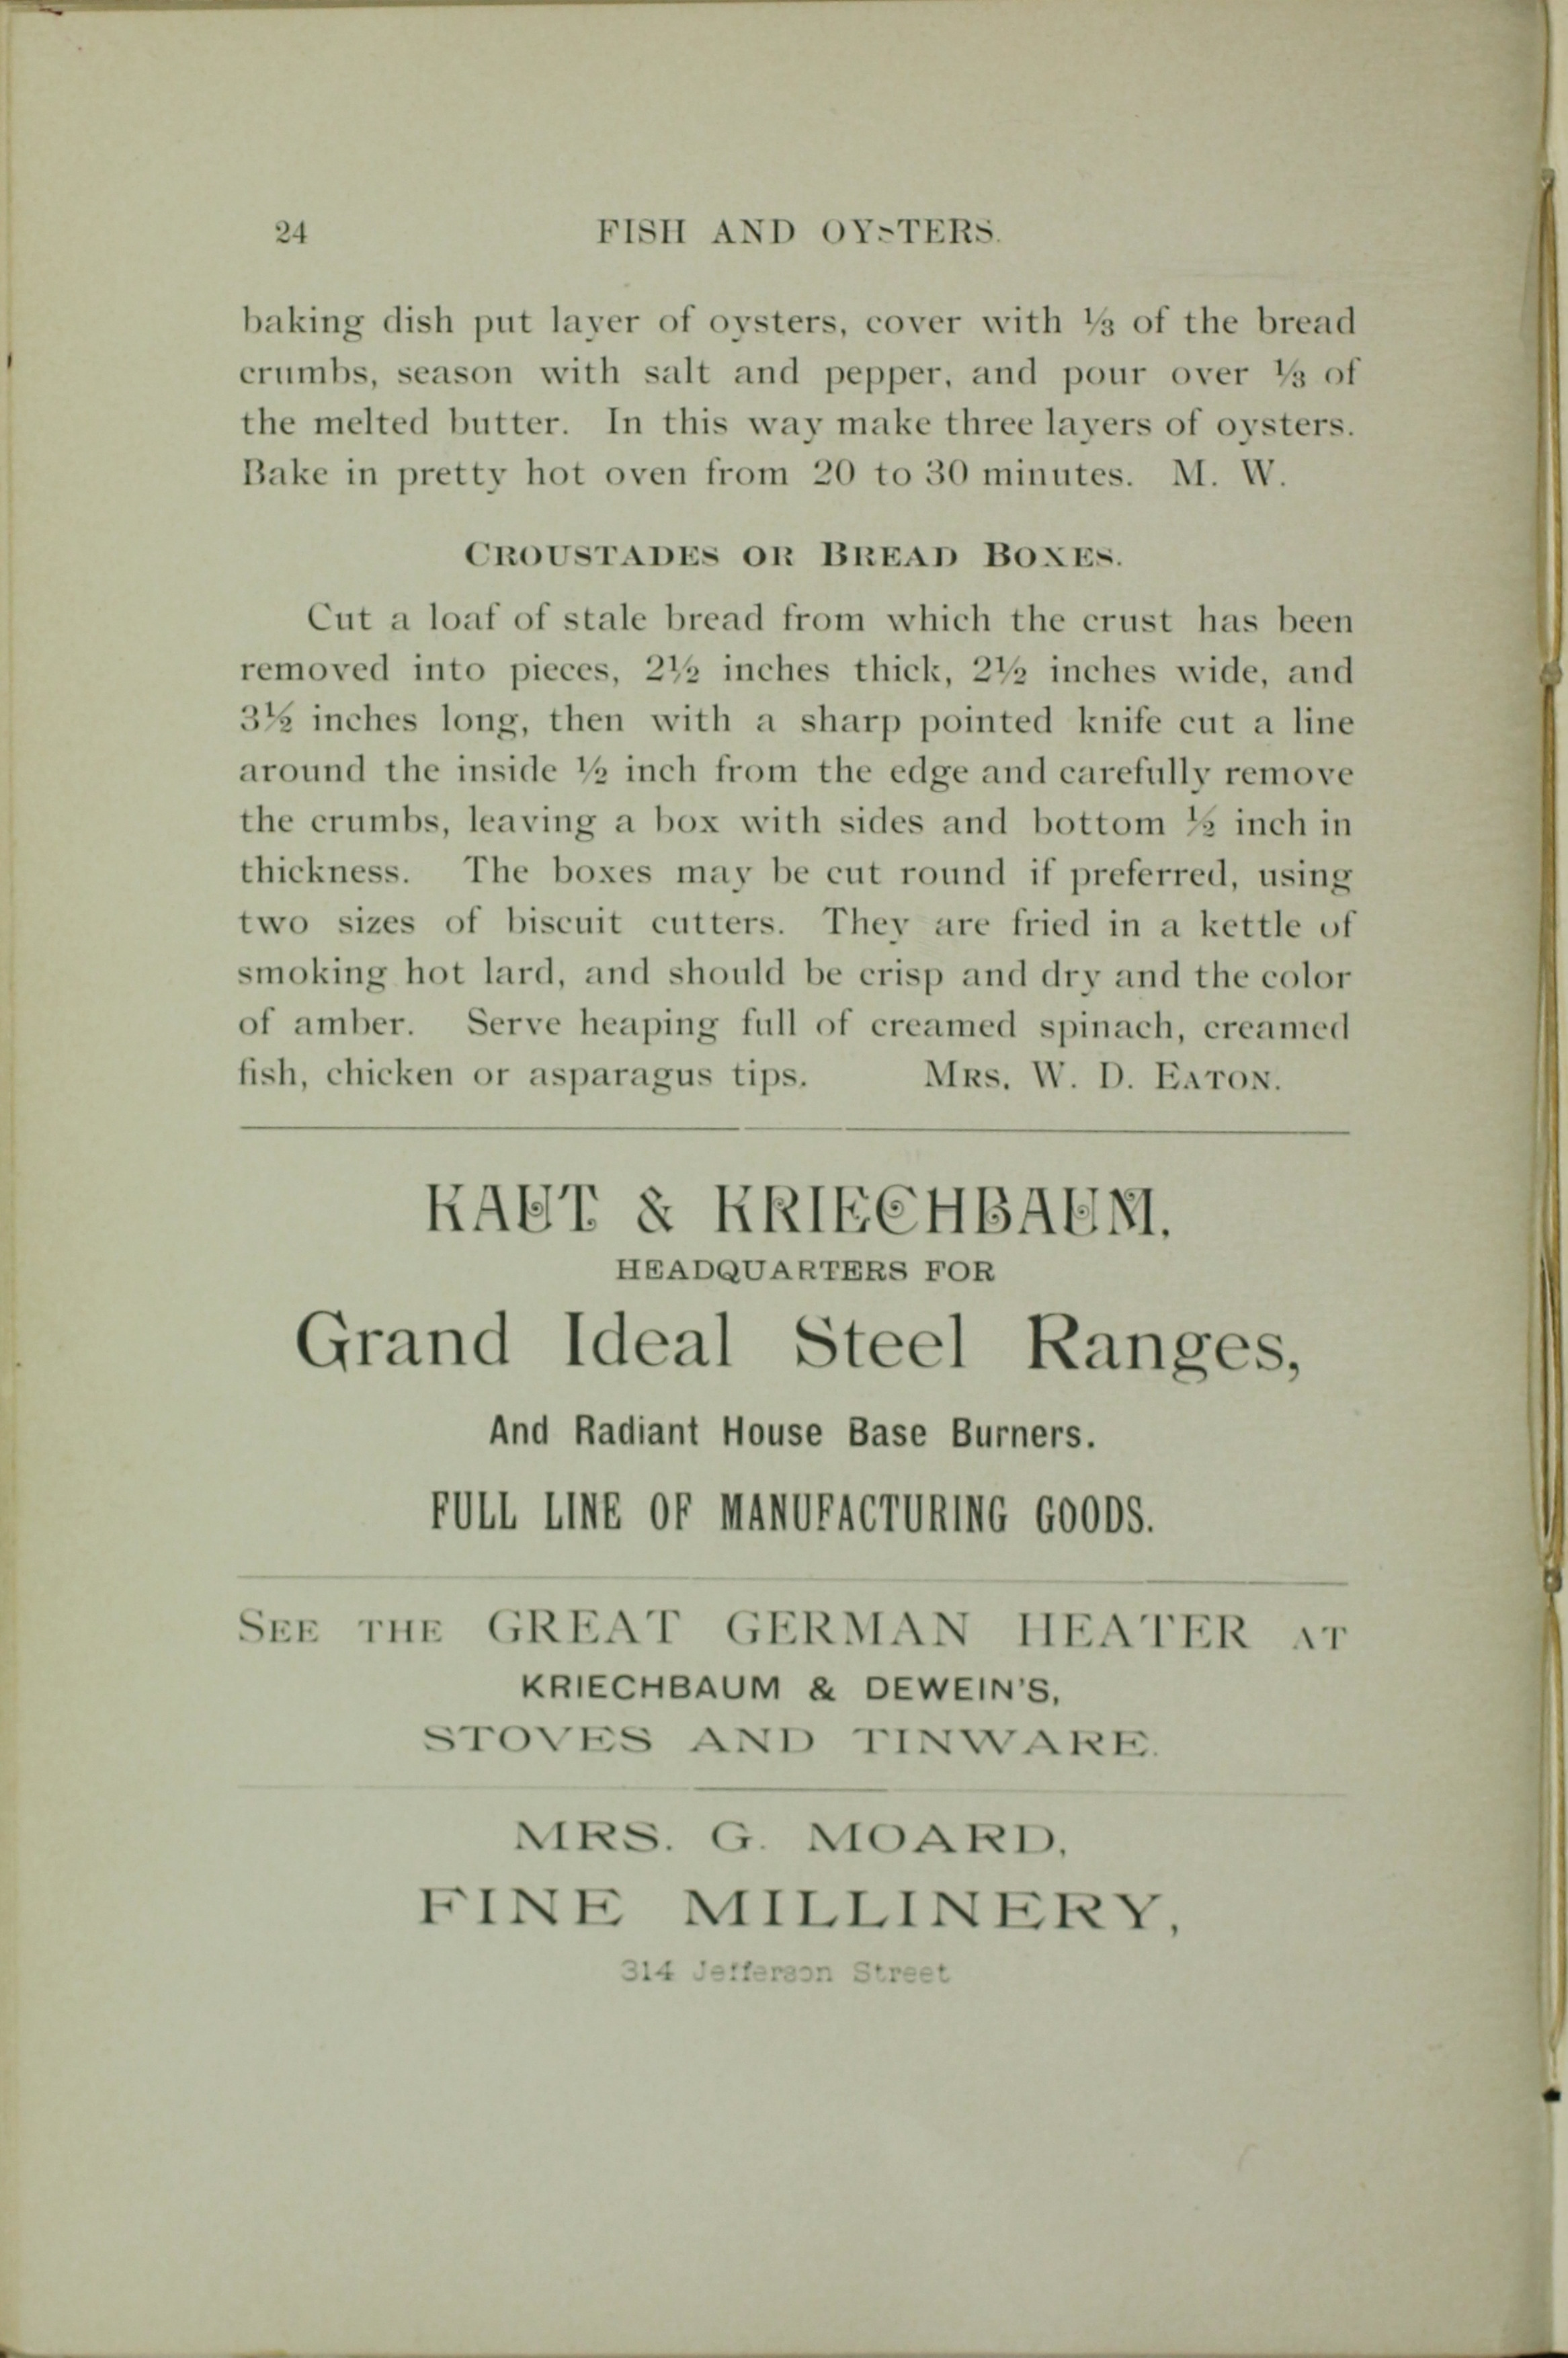 24 FISH AND OYSTERS.
baking dish put layer of oysters, cover with ⅓ of the bread
crumbs, season with salt and pepper, and pour over ⅓ of
the melted butter. In this way make three layers of oysters.
Bake in pretty hot oven from 20 to 30 minutes. M. W.
CROUSTADES OR BREAD BOXES.
Cut a loaf of stale bread from which the crust has been
removed into pieces, 2½ inches thick, 2½ inches wide, and
3½ inches long, then with a sharp pointed knife cut a line
around the inside ½ inch from the edge and carefully remove
the crumbs, leaving a box with sides and bottom ½ inch in
thickness. The boxes may be cut round if preferred, using
two sizes of biscuit cutters. They are fried in a kettle of
smoking hot lard, and should be crisp and dry and the color
of amber. Serve heaping full of creamed spinach, creamed
fish, chicken or asparagus tips. MRS. W. D. EATON.
KAUT & KRIECHBAUM.
HEADQUARTERS FOR
Grand Ideal Steel Ranges,
And Radiant House Base Burners.
FULL LINE OF MANUFACTURING GOODS.
SEE THE GREAT GERMAN HEATER AT
KRIECHBAUM & DEWEIN'S,
STOVES AND TINWARE.
MRS. G. MOARD,
FINE MILLINERY,
314 Jefferson Street